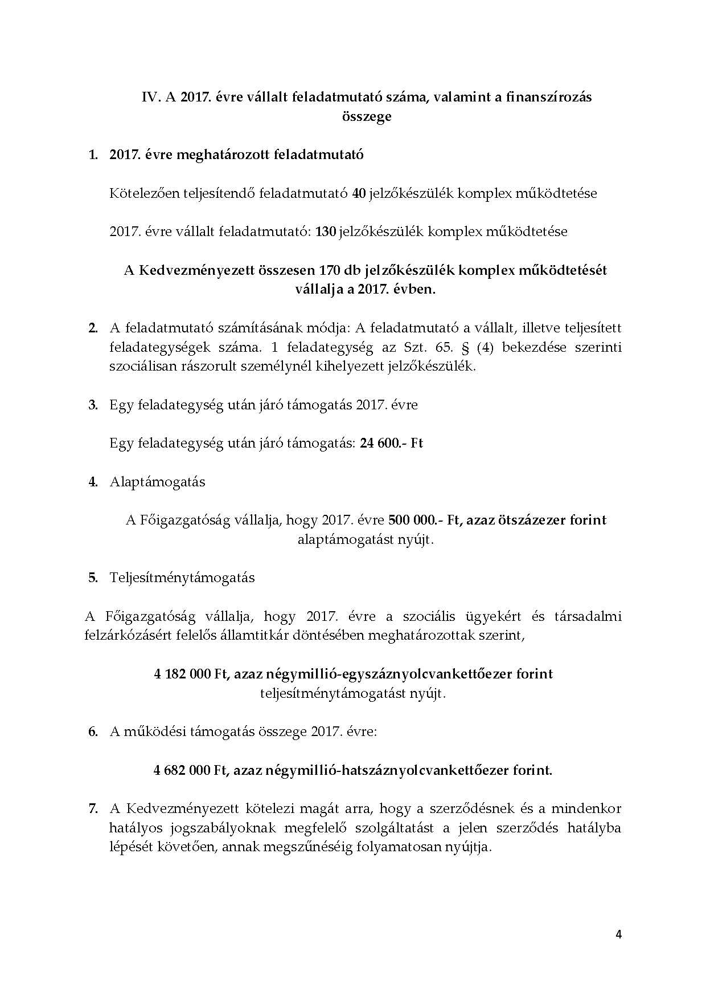 IV. A 2017. évre vállalt feladatmutató száma, valamint a finanszírozás
összege
1. 2017. évre meghatározott feladatmutató
Kötelezően teljesítendő feladatmutató 40 jelzőkészülék komplex működtetése
2017. évre vállalt feladatmutató: 130 jelzőkészülék komplex működtetése
A Kedvezményezett összesen 170 db jelzőkészülék komplex működtetését
vállalja a 2017. évben.
2. A feladatmutató számításának módja: A feladatmutató a vállalt, illetve teljesített
feladategységek száma. 1 feladategység az Szt. 65. § (4) bekezdése szerinti
szociálisan rászorult személynél kihelyezett jelzőkészülék.
3. Egy feladategység után járó támogatás 2017. évre
Egy feladategység után járó támogatás: 24 600.- Ft
4. Alaptámogatás
A Főigazgatóság vállalja, hogy 2017. évre 500 000.- Ft, azaz ötszázezer forint
alaptámogatást nyújt.
5. Teljesítménytámogatás
A Főigazgatóság vállalja, hogy 2017. évre a szociális ügyekért és társadalmi
felzárkózásért felelős államtitkár döntésében meghatározottak szerint,
4 182 000 Ft, azaz négymillió-egyszáznyolcvankettőezer forint
teljesítménytámogatást nyújt.
6. A működési támogatás összege 2017. évre:
4 682 000 Ft, azaz négymillió-hatszáznyolcvankettőezer forint.
7. A Kedvezményezett kötelezi magát arra, hogy a szerződésnek és a mindenkor
hatályos jogszabályoknak megfelelő szolgáltatást a jelen szerződés hatályba
lépését követően, annak megszűnéséig folyamatosan nyújtja.
4